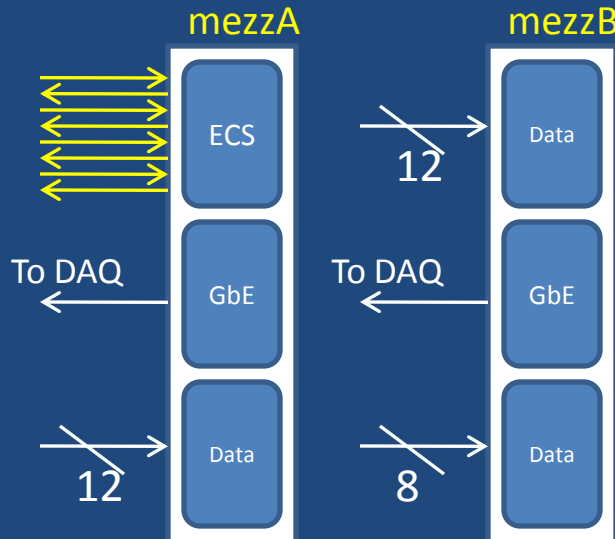 mezzA
ECS
To DAQ
GbE
Data
12
mezzB
Data
12
To DAQ
GbE
Data
8